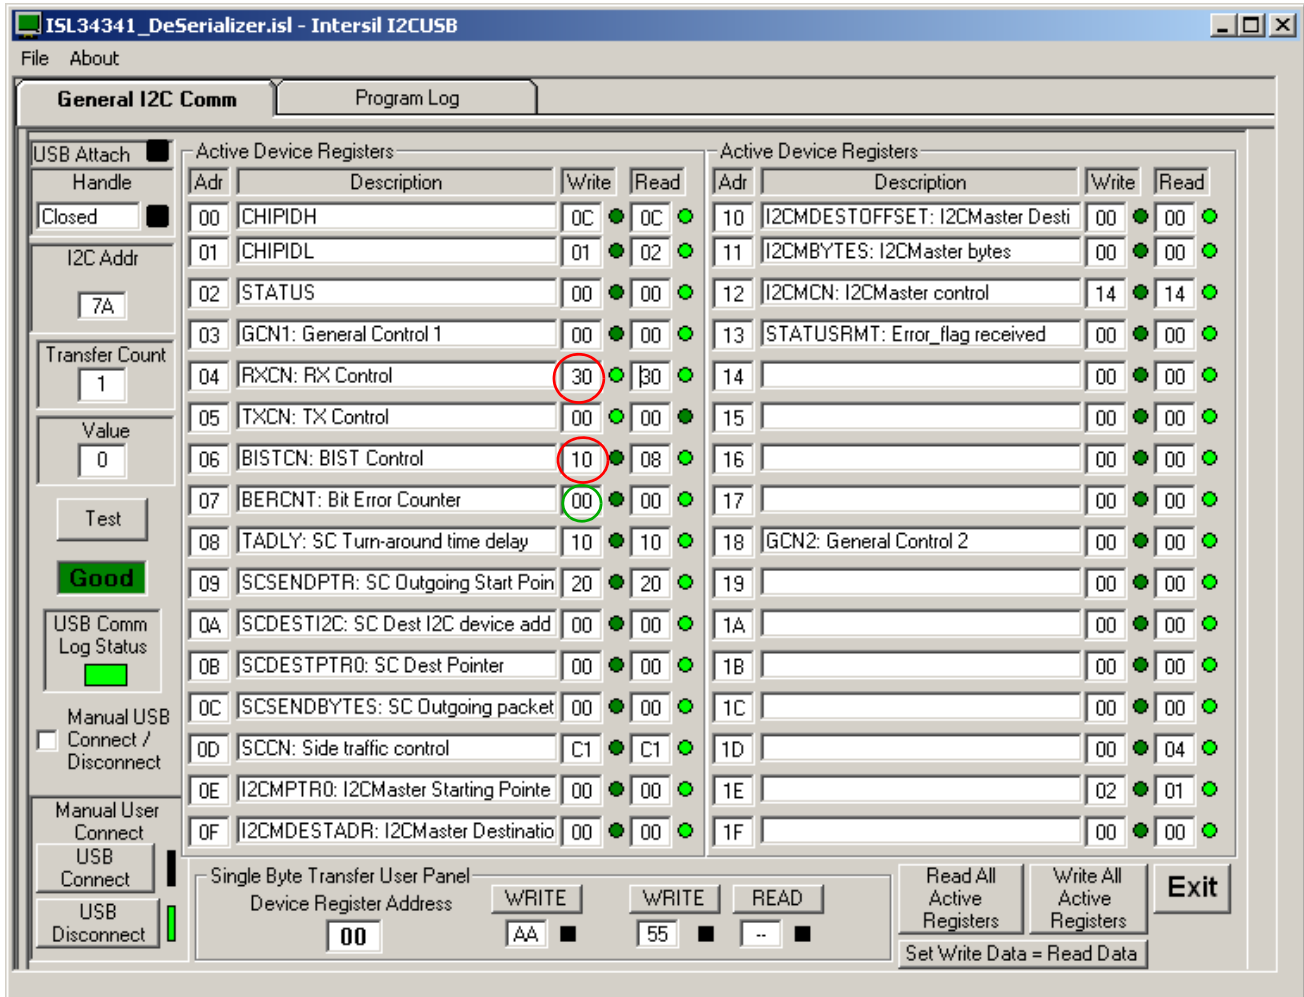 ISL34341_DeSerializer.isl - Intersil I2CUSB
File About
General I2C Comm Program Log
USB Attach
Handle
Closed
I2C Addr
7A
Transfer Count
1
Value
0
Test
Good
USB Comm
Log Status
Manual USB
Connect /
Disconnect
Manual User
Connect
USB
Connect
USB
Disconnect
Active Device Registers
Adr Description Write Read
00 CHIPIDH 0C 0C
01 CHIPIDL 01 02
02 STATUS 00 00
03 GCN1: General Control 1 00 00
04 RXCN: RX Control 30 30
05 TXCN: TX Control 00 00
06 BISTCN: BIST Control 10 08
07 BERCNT: Bit Error Counter 00 00
08 TADLY: SC Turn-around time delay 10 10
09 SCSENDPTR: SC Outgoing Start Poin 20 20
0A SCDESTI2C: SC Dest I2C device add 00 00
0B SCDESTPTR0: SC Dest Pointer 00 00
0C SCSENDBYTES: SC Outgoing packet 00 00
0D SCCN: Side traffic control C1 C1
0E I2CMPTR0: I2CMaster Starting Pointe 00 00
0F I2CMDESTADR: I2CMaster Destinatio 00 00
Active Device Registers
Adr Description Write Read
10 I2CMDESTOFFSET: I2CMaster Desti 00 00
11 I2CMBYTES: I2CMaster bytes 00 00
12 I2CMCN: I2CMaster control 14 14
13 STATUSRMT: Error_flag received 00 00
14 00 00
15 00 00
16 00 00
17 00 00
18 GCN2: General Control 2 00 00
19 00 00
1A 00 00
1B 00 00
1C 00 00
1D 00 04
1E 02 01
1F 00 00
Single Byte Transfer User Panel
Device Register Address WRITE WRITE READ
00 AA 55 --
Read All
Active
Registers
Write All
Active
Registers
Exit
Set Write Data = Read Data